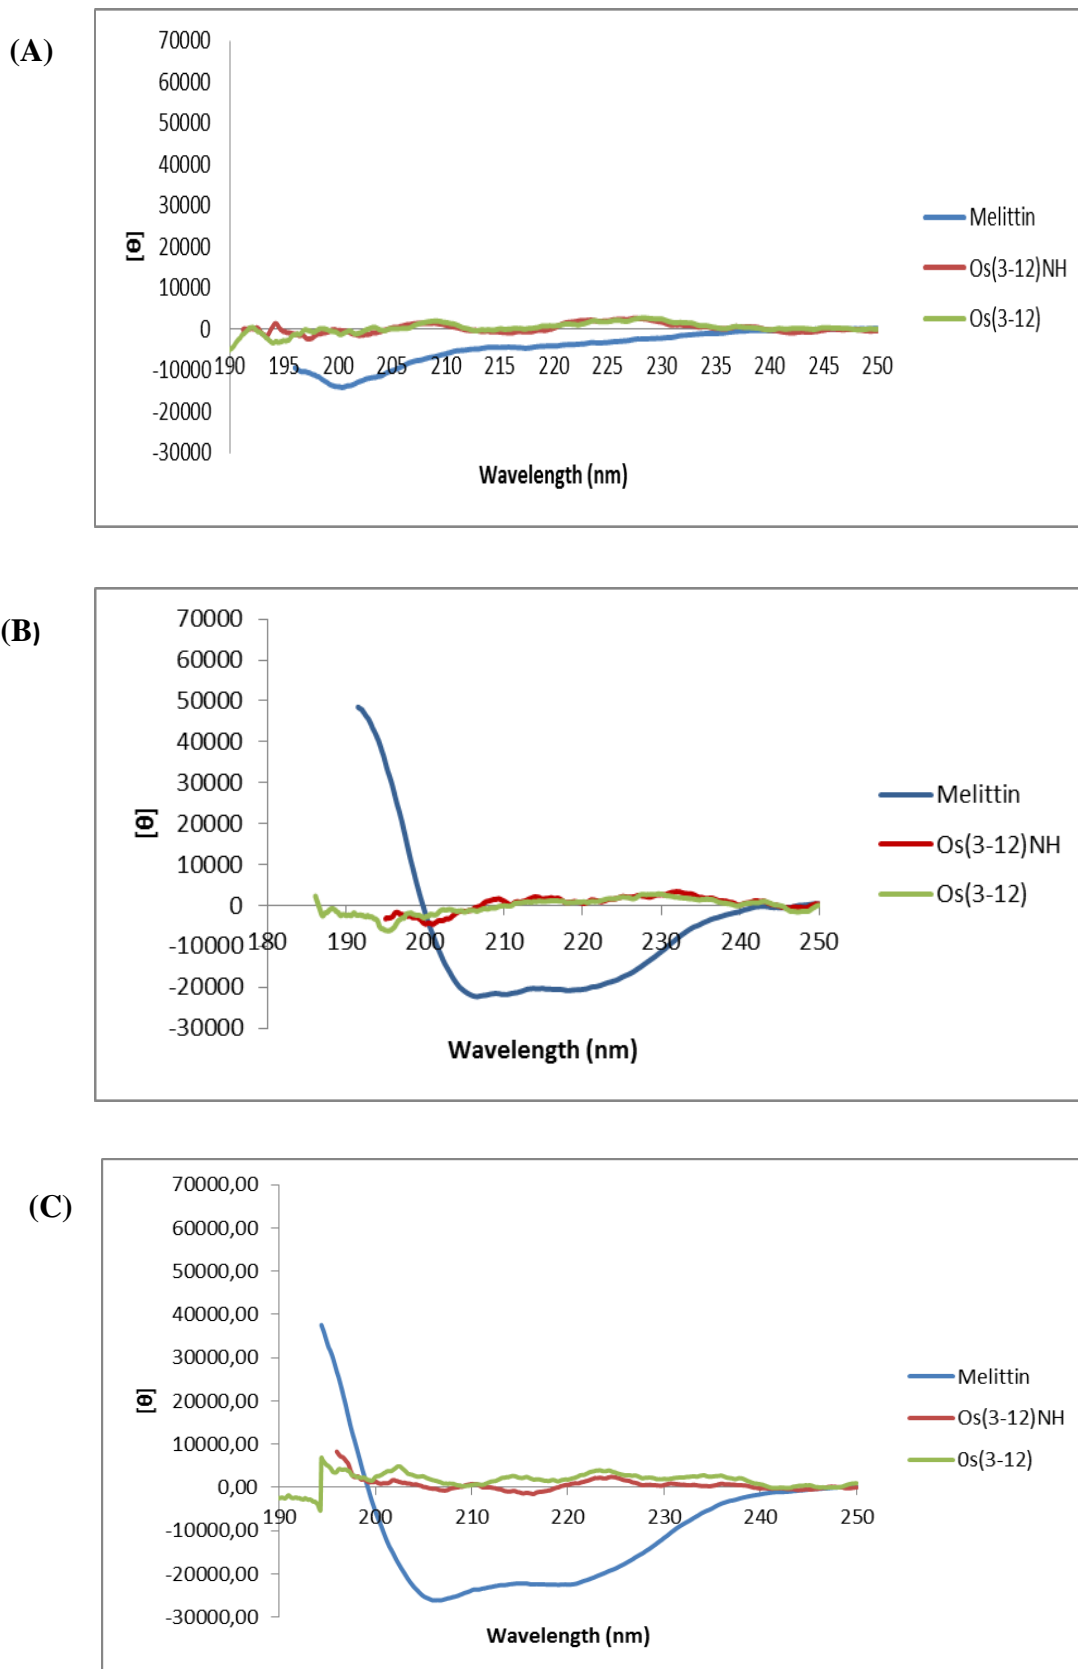 (A)
70000
60000
50000
40000
30000
20000
10000
0
-10000
-20000
-30000
[Θ]
190 195 200 205 210 215 220 225 230 235 240 245 250
Wavelength (nm)
Melittin
Os(3-12)NH
Os(3-12)
(B)
70000
60000
50000
40000
30000
20000
10000
0
-10000
-20000
-30000
[Θ]
180 190 200 210 220 230 240 250
Wavelength (nm)
Melittin
Os(3-12)NH
Os(3-12)
(C)
70000,00
60000,00
50000,00
40000,00
30000,00
20000,00
10000,00
0,00
-10000,00
-20000,00
-30000,00
[θ]
190 200 210 220 230 240 250
Wavelength (nm)
Melittin
Os(3-12)NH
0s(3-12)